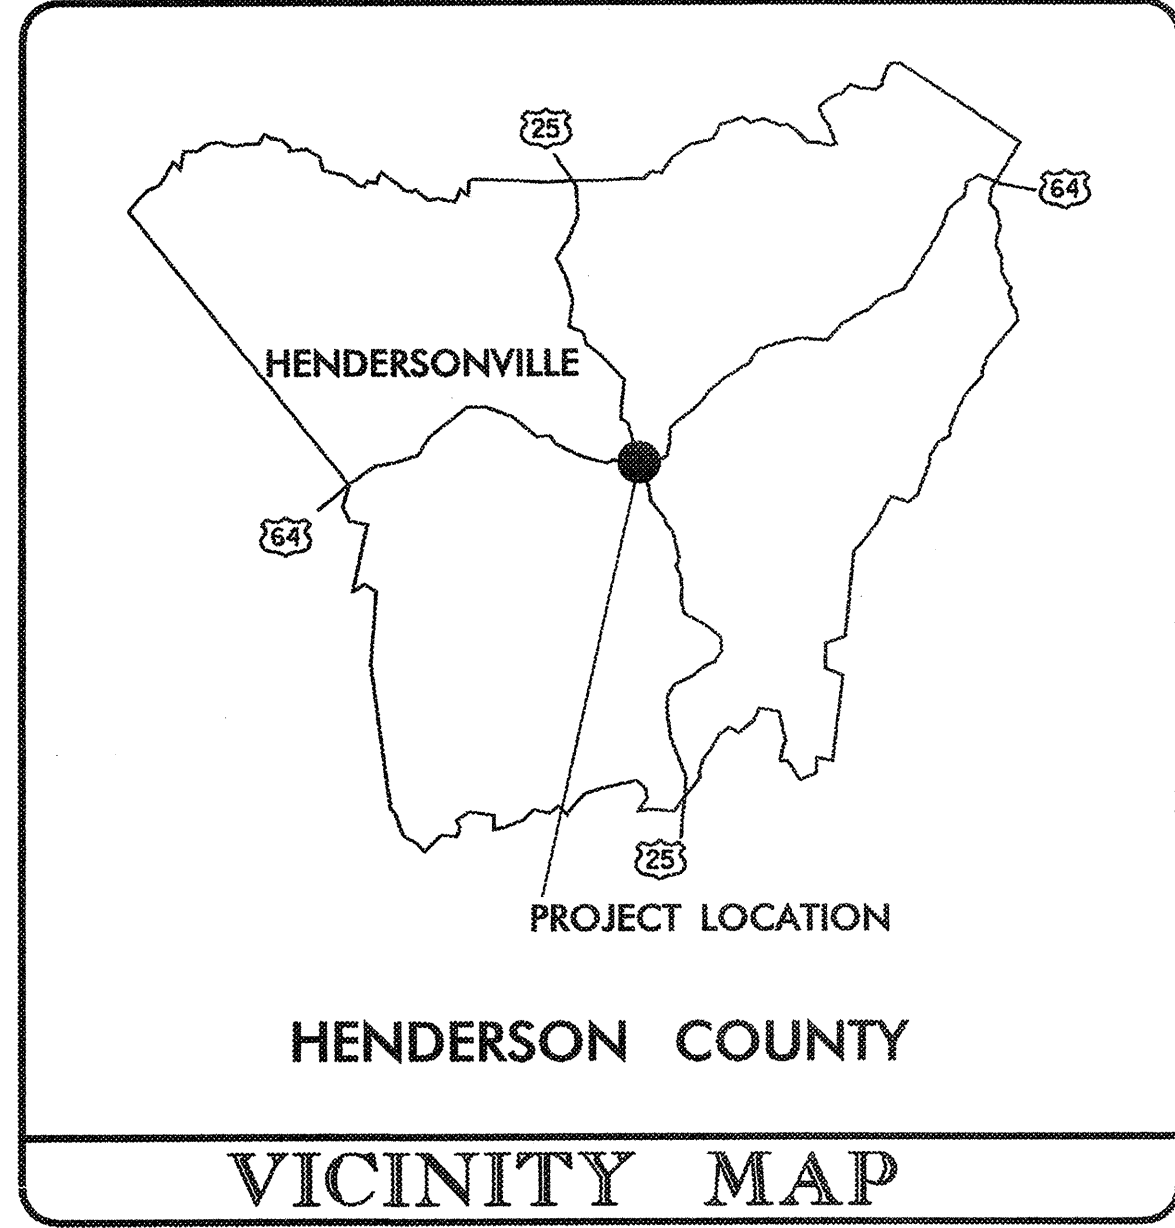 25
64
HENDERSONVILLE
64
25
PROJECT LOCATION
HENDERSON COUNTY
VICINITY MAP